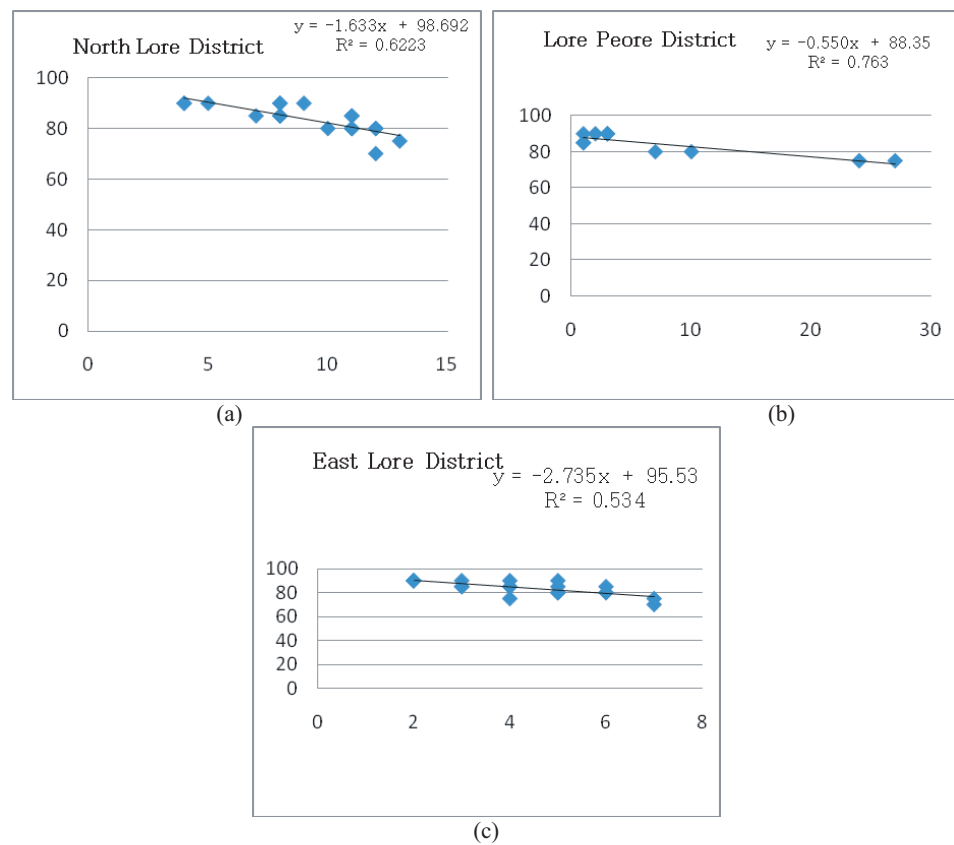 North Lore District
y = -1.633x + 98.692
R² = 0.6223
100
80
60
40
20
0
0 5 10 15
(a)
Lore Peore District
y = -0.550x + 88.35
R² = 0.763
100
80
60
40
20
0
0 10 20 30
(b)
East Lore District
y = -2.735x + 95.53
R² = 0.534
100
80
60
40
20
0
0 2 4 6 8
(c)